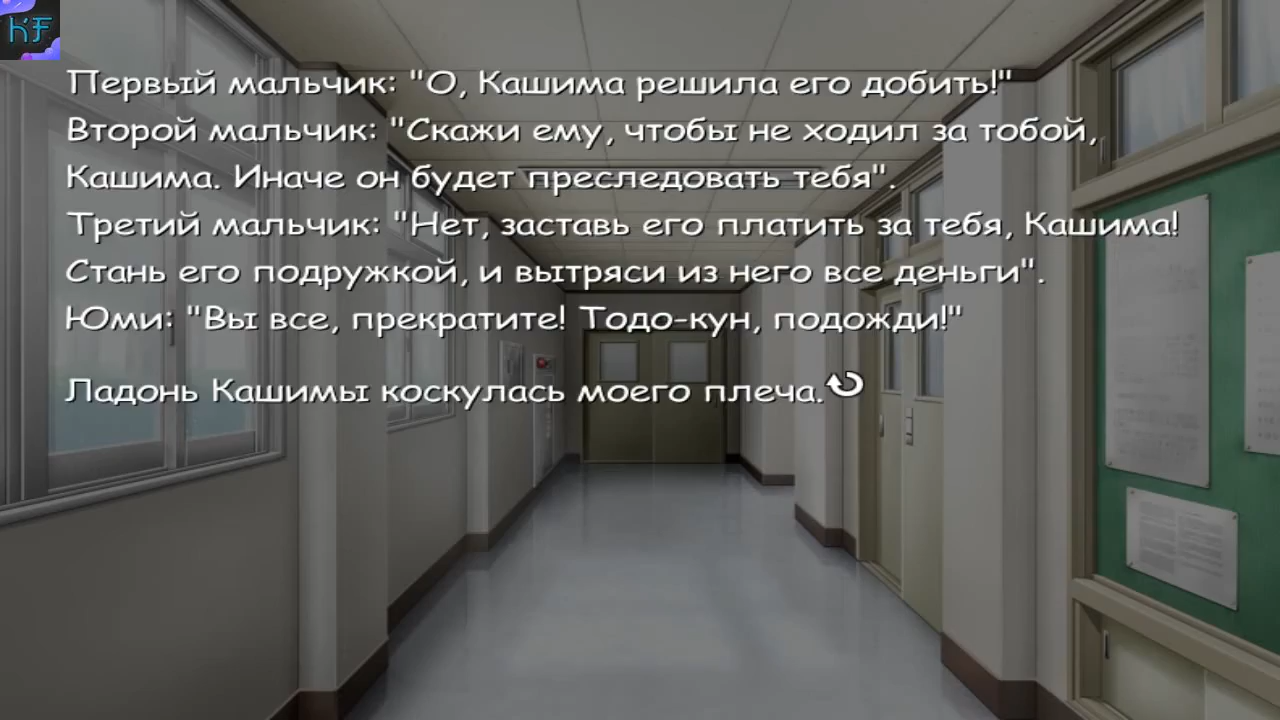 KF
Первый мальчик: "О, Кашима решила его добить!"
Второй мальчик: "Скажи ему, чтобы не ходил за тобой,
Кашима. Иначе он будет преследовать тебя".
Третий мальчик: "Нет, заставь его платить за тебя, Кашима!
Стань его подружкой, и вытряси из него все деньги".
Юми: "Вы все, прекратите! Тодо-кун, подожди!"
Ладонь Кашимы коскулась моего плеча.